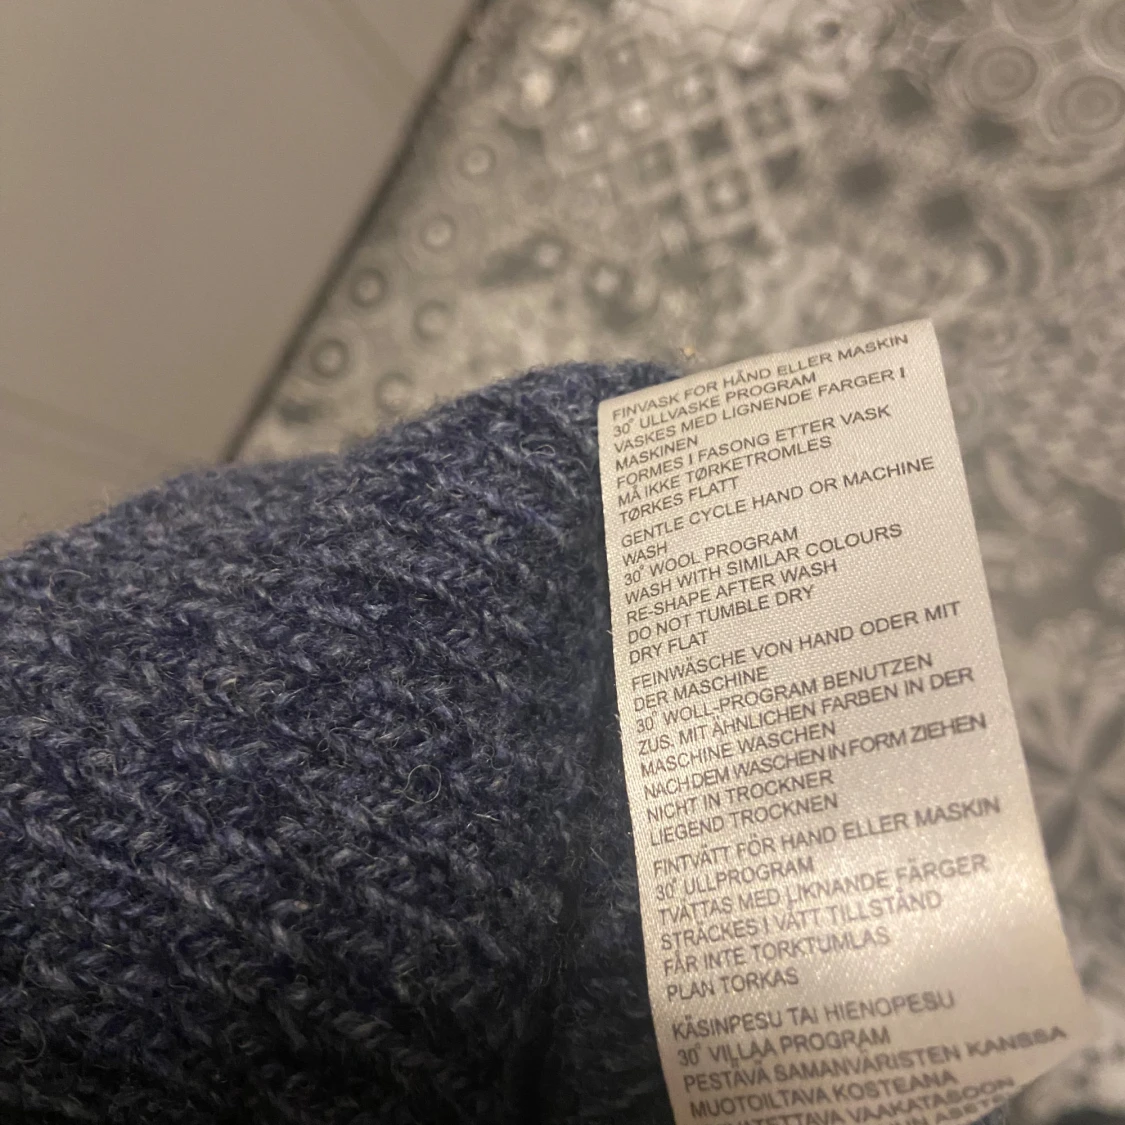 FINVASK FOR HÅND ELLER MASKIN
30° ULLVASKE PROGRAM
VASKES MED LIGNENDE FARGER I
MASKINEN
FORMES I FASONG ETTER VASK
MÅ IKKE TØRKETROMLES
TØRKES FLATT
GENTLE CYCLE HAND OR MACHINE
WASH
30° WOOL PROGRAM
WASH WITH SIMILAR COLOURS
RE-SHAPE AFTER WASH
DO NOT TUMBLE DRY
DRY FLAT
FEINWÄSCHE VON HAND ODER MIT
DER MASCHINE
30° WOLL-PROGRAM BENUTZEN
ZUS. MIT ÄHNLICHEN FARBEN IN DER
MASCHINE WASCHEN
NACH DEM WASCHEN IN FORM ZIEHEN
NICHT IN TROCKNER
LIEGEND TROCKNEN
FINTVÄTT FÖR HAND ELLER MASKIN
30° ULLPROGRAM
TVÄTTAS MED LIKNANDE FÄRGER
STRÄCKES I VÅTT TILLSTÅND
FÅR INTE TORKTUMLAS
PLAN TORKAS
KÄSINPESU TAI HIENOPESU
30° VILLAA PROGRAM
PESTÄVÄ SAMANVÄRISTEN KANSSA
MUOTOILTAVA KOSTEANA
VAAKATASOON